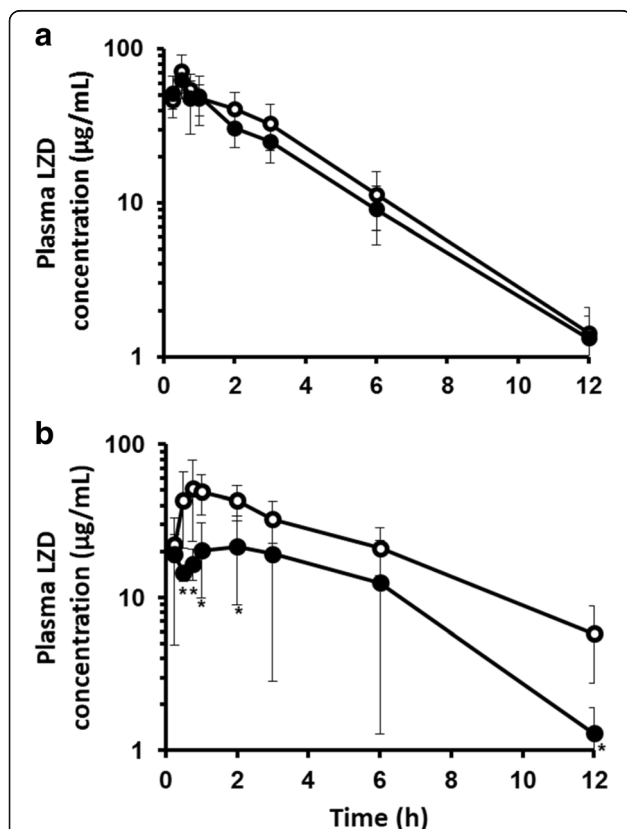 a
100
10
1
Plasma LZD
concentration (µg/mL)
0 2 4 6 8 10 12
b
100
10
1
Plasma LZD
concentration (µg/mL)
* * * *
*
0 2 4 6 8 10 12
Time (h)